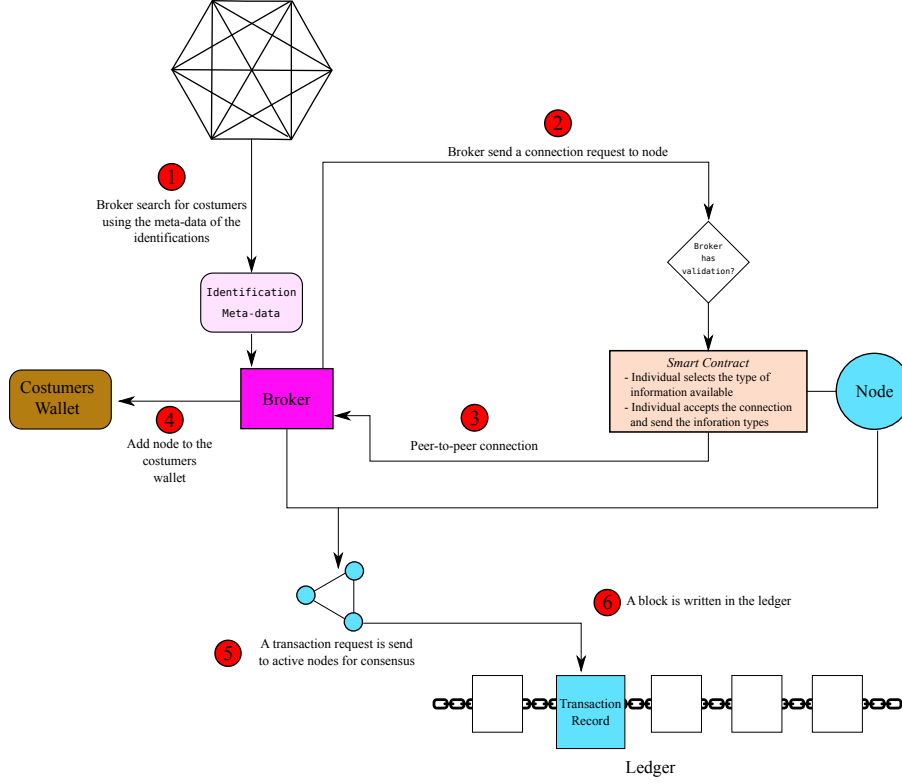 2
Broker send a connection request to node
1
Broker search for costumers
using the meta-data of the
identifications
Broker
has
validation?
Identification
Meta-data
Smart Contract
- Individual selects the type of
information available
- Individual accepts the connection
and send the inforation types
Node
Costumers
Wallet
Broker
4
Add node to the
costumers
wallet
3
Peer-to-peer connection
6
A block is written in the ledger
5
A transaction request is send
to active nodes for consensus
Transaction
Record
Ledger